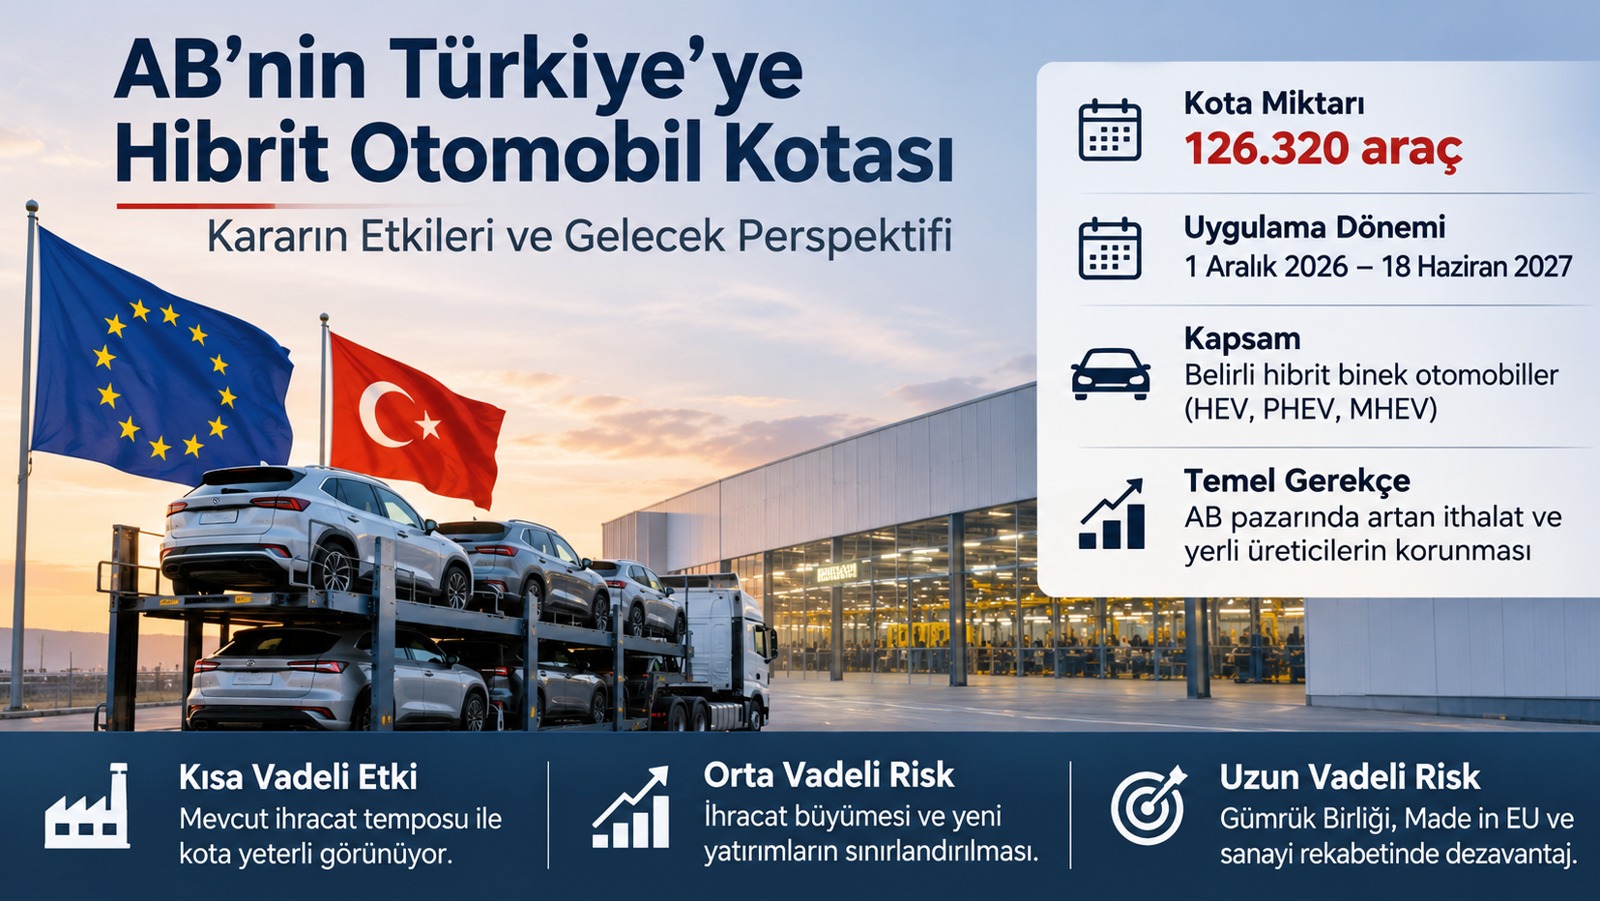 AB’nin Türkiye’ye
Hibrit Otomobil Kotası
Kararın Etkileri ve Gelecek Perspektifi
Kota Miktarı
126.320 araç
Uygulama Dönemi
1 Aralık 2026 – 18 Haziran 2027
Kapsam
Belirli hibrit binek otomobiller
(HEV, PHEV, MHEV)
Temel Gerekçe
AB pazarında artan ithalat ve
yerli üreticilerin korunması
Kısa Vadeli Etki
Mevcut ihracat temposu ile
kota yeterli görünüyor.
Orta Vadeli Risk
İhracat büyümesi ve yeni
yatırımların sınırlandırılması.
Uzun Vadeli Risk
Gümrük Birliği, Made in EU ve
sanayi rekabetinde dezavantaj.